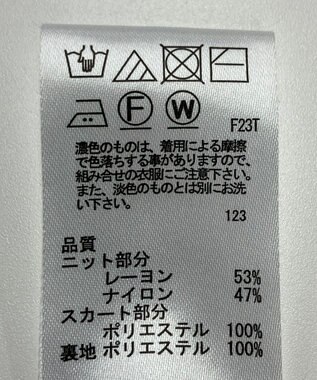 F
W
F23T
濃色のものは、着用による摩擦
で色落ちする事がありますので、
組み合せの衣服にご注意下さい。
また、淡色のものとは別にお洗
い下さい。
123
品質
ニット部分
レーヨン 53%
ナイロン 47%
スカート部分
ポリエステル 100%
裏地 ポリエステル 100%